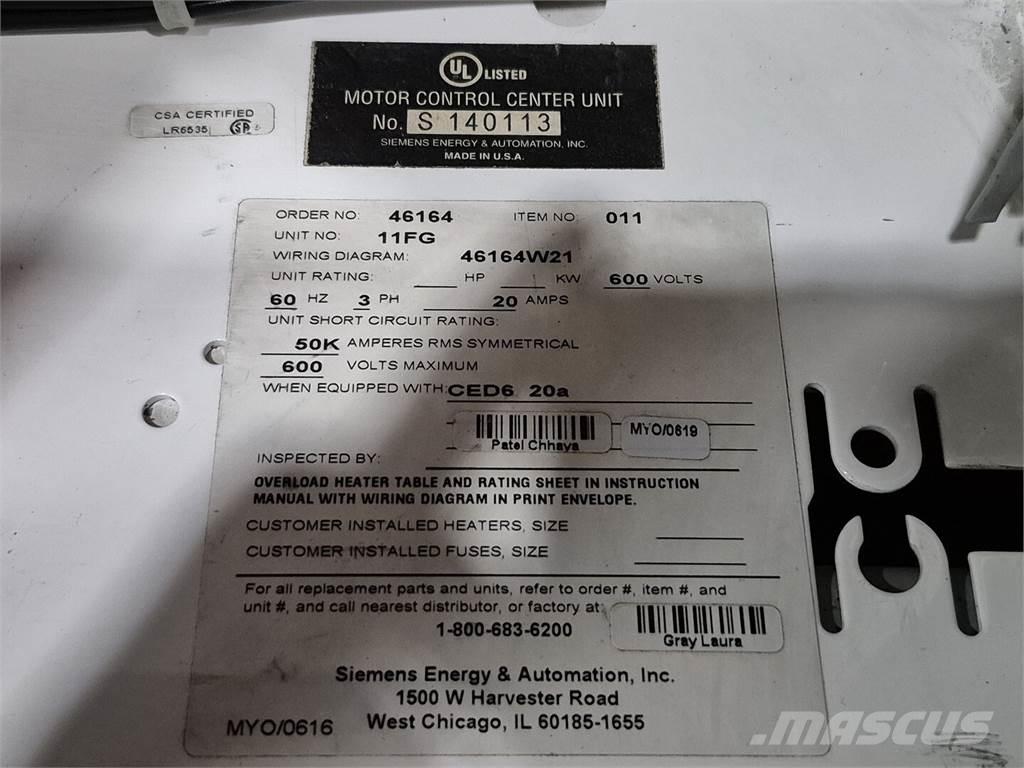 UL LISTED
MOTOR CONTROL CENTER UNIT
No. S 140113
SIEMENS ENERGY & AUTOMATION, INC.
MADE IN U.S.A.
CSA CERTIFIED
LR6535
ORDER NO: 46164 ITEM NO: 011
UNIT NO: 11FG
WIRING DIAGRAM: 46164W21
UNIT RATING: HP KW 600 VOLTS
60 HZ 3 PH 20 AMPS
UNIT SHORT CIRCUIT RATING:
50K AMPERES RMS SYMMETRICAL
600 VOLTS MAXIMUM
WHEN EQUIPPED WITH: CED6 20a
Patel Chhaya
MYO/0619
INSPECTED BY:
OVERLOAD HEATER TABLE AND RATING SHEET IN INSTRUCTION
MANUAL WITH WIRING DIAGRAM IN PRINT ENVELOPE.
CUSTOMER INSTALLED HEATERS, SIZE
CUSTOMER INSTALLED FUSES, SIZE
For all replacement parts and units, refer to order #, item #, and
unit #, and call nearest distributor, or factory at
1-800-683-6200
Gray Laura
Siemens Energy & Automation, Inc.
1500 W Harvester Road
West Chicago, IL 60185-1655
MYO/0616
MASCUS